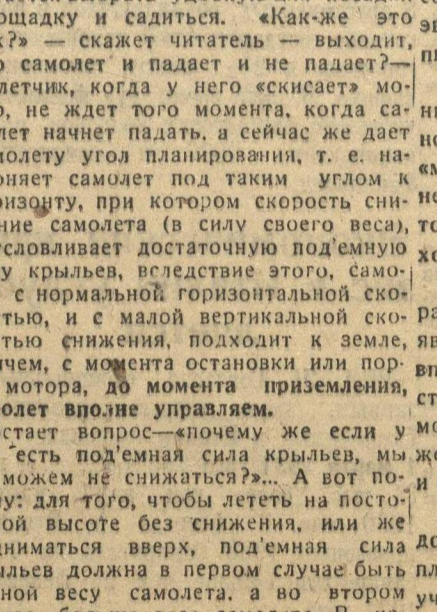 ощадку и садиться. «Как-же это
к?» — скажет читатель — выходит,
о самолет и падает и не падает?—
летчик, когда у него «скисает» мо-
р, не ждет того момента, когда са-
лет начнет падать, а сейчас же дает
молету угол планирования, т. е. на-
оняет самолет под таким углом к
ризонту, при котором скорость сни-
ние самолета (в силу своего веса),
условливает достаточную под'емную
у крыльев, вследствие этого, само-
с нормальной горизонтальной ско-
тью, и с малой вертикальной ско-
тью снижения, подходит к земле,
ичем, с момента остановки или пор-
мотора, до момента приземления,
олет вполне управляем.
стает вопрос—«почему же если у
есть под'емная сила крыльев, мы
можем не снижаться?»... А вот по-
у: для того, чтобы лететь на посто-
ой высоте без снижения, или же
дниматься вверх, под'емная сила
ыльев должна в первом случае быть
ной весу самолета, а во втором